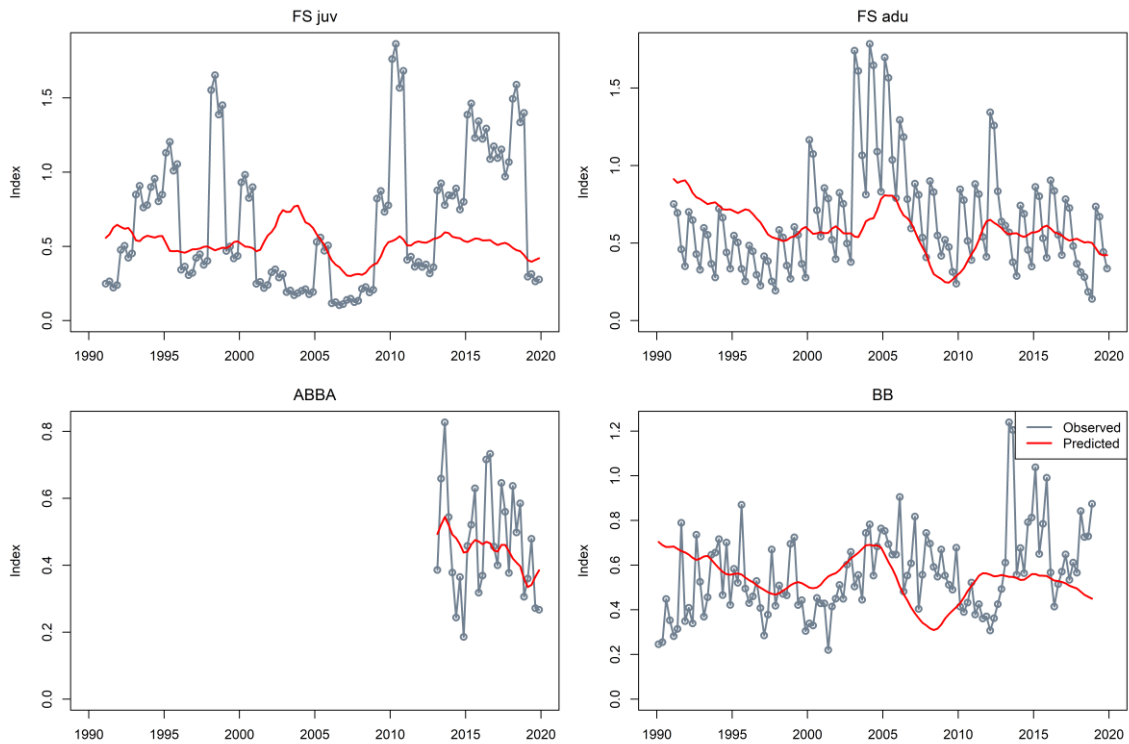 FS juv
Index
0.0 0.5 1.0 1.5
1990 1995 2000 2005 2010 2015 2020
FS adu
Index
0.0 0.5 1.0 1.5
1990 1995 2000 2005 2010 2015 2020
ABBA
Index
0.0 0.2 0.4 0.6 0.8
1990 1995 2000 2005 2010 2015 2020
BB
Index
0.0 0.2 0.4 0.6 0.8 1.0 1.2
Observed
Predicted
1990 1995 2000 2005 2010 2015 2020